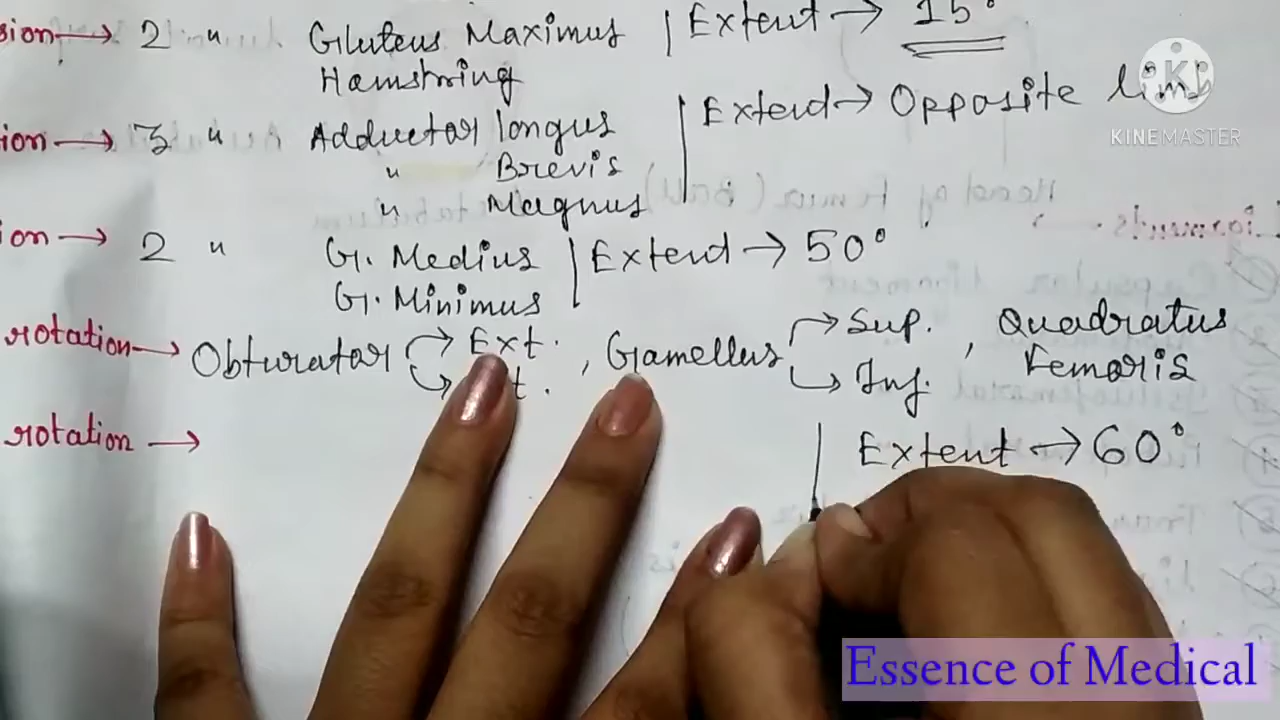 sion → 2 " Gluteus Maximus | Extent → 15°
Hamstring
ion → 3 " Adductor longus | Extend → Opposite limb
" Brevis
" Magnus
ion → 2 " G. Medius | Extend → 50°
G. Minimus
rotation → Obturator → Ext. , Gamellus → Sup. , Quadratus Femoris
→ t. → Inf.
rotation → | Extent → 60°
KINEMASTER
Essence of Medical